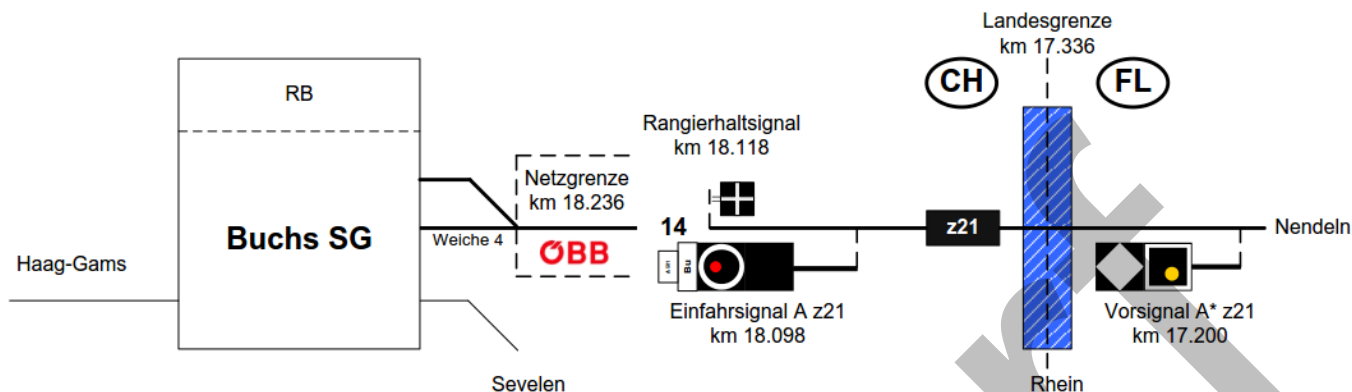 Landesgrenze
km 17.336
CH
FL
RB
Rangierhaltsignal
km 18.118
Netzgrenze
km 18.236
Buchs SG
Weiche 4
ÖBB
14
z21
Nendeln
Haag-Gams
Bu
Einfahrsignal A z21
km 18.098
Vorsignal A* z21
km 17.200
Sevelen
Rhein